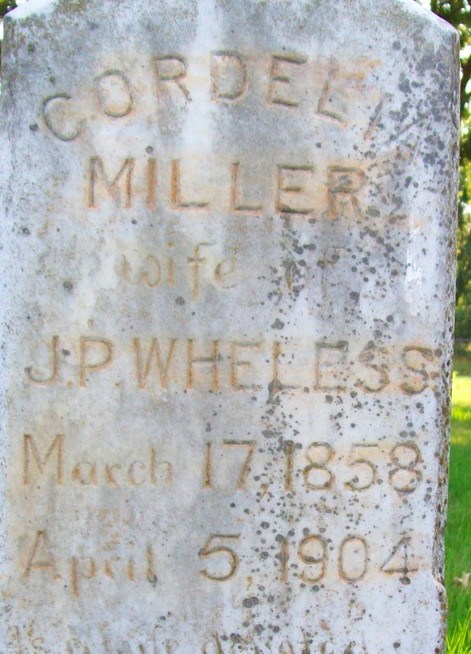 CORDELIA
MILLER
wife of
J.P. WHELESS
March 17, 1858
April 5, 1904